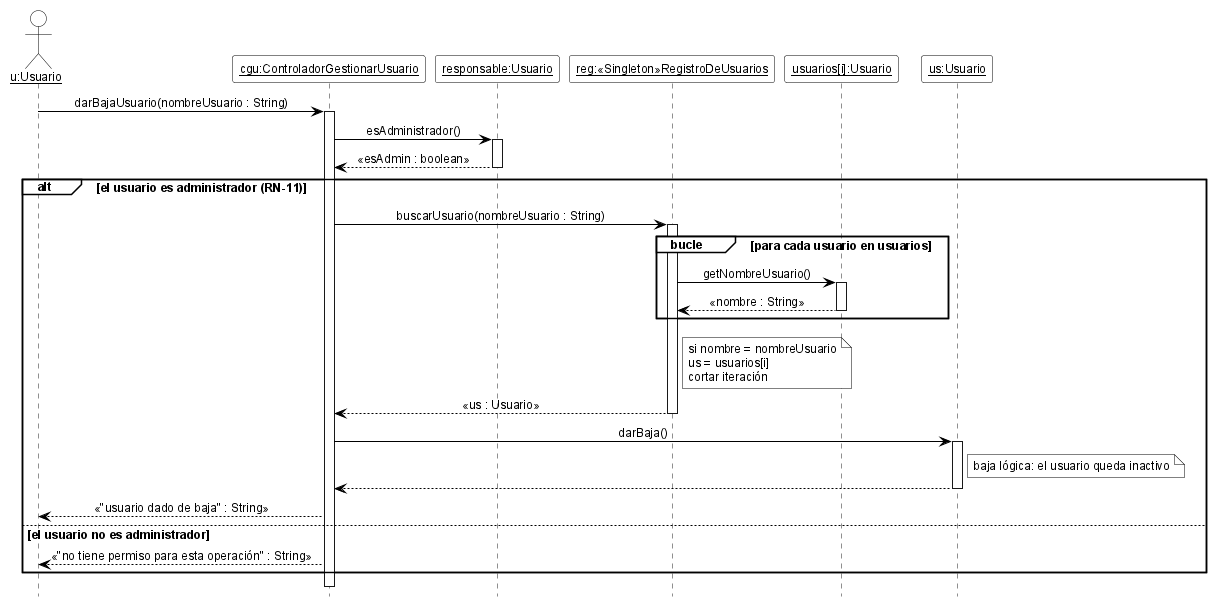 u:Usuario
cgu:ControladorGestionarUsuario
responsable:Usuario
reg:«Singleton»RegistroDeUsuarios
usuarios[i]:Usuario
us:Usuario
darBajaUsuario(nombreUsuario : String)
esAdministrador()
«esAdmin : boolean»
alt
[el usuario es administrador (RN-11)]
buscarUsuario(nombreUsuario : String)
bucle
[para cada usuario en usuarios]
getNombreUsuario()
«nombre : String»
si nombre = nombreUsuario
us = usuarios[i]
cortar iteración
«us : Usuario»
darBaja()
baja lógica: el usuario queda inactivo
«"usuario dado de baja" : String»
[el usuario no es administrador]
«"no tiene permiso para esta operación" : String»